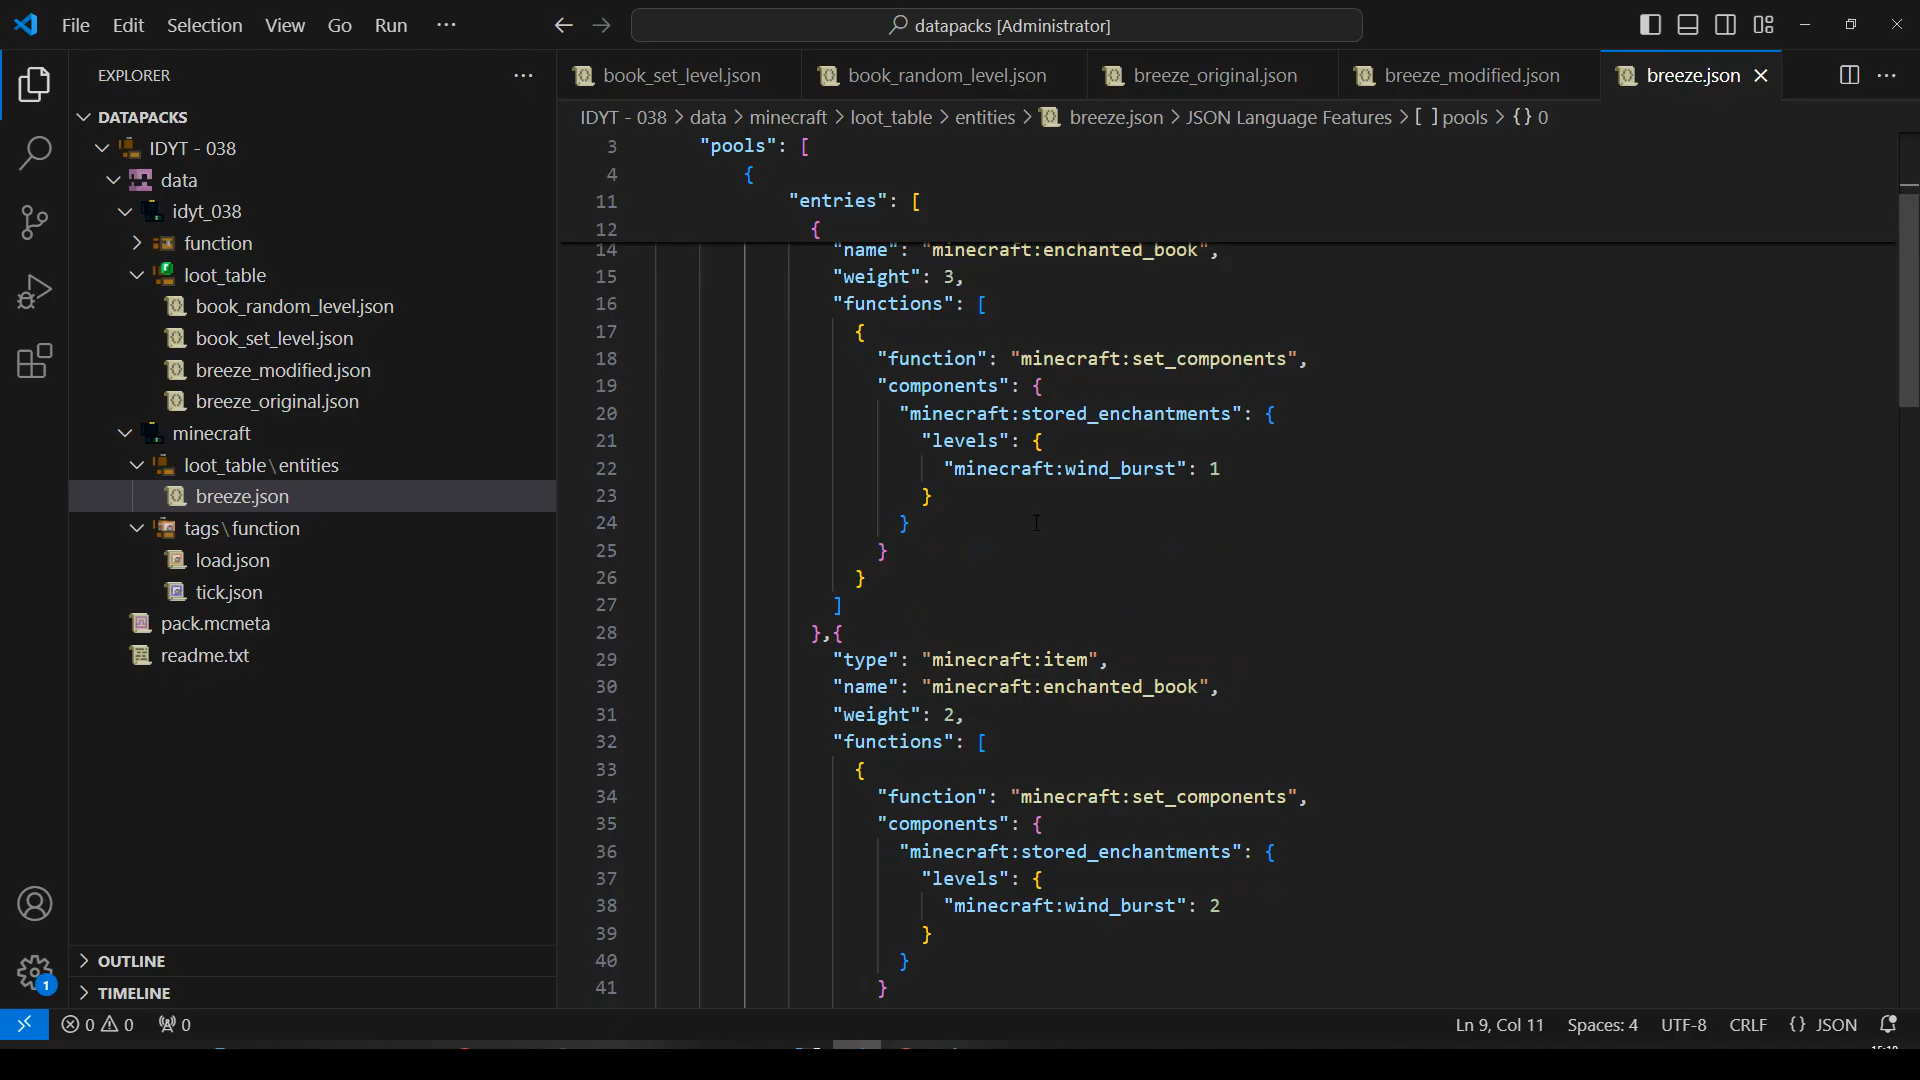 File Edit Selection View Go Run ···
datapacks [Administrator]
EXPLORER ···
DATAPACKS
IDYT - 038
data
idyt_038
function
loot_table
book_random_level.json
book_set_level.json
breeze_modified.json
breeze_original.json
minecraft
loot_table\entities
breeze.json
tags\function
load.json
tick.json
pack.mcmeta
readme.txt
OUTLINE
TIMELINE
1
book_set_level.json book_random_level.json breeze_original.json breeze_modified.json breeze.json
IDYT - 038 > data > minecraft > loot_table > entities > breeze.json > JSON Language Features > [ ] pools > {} 0
3 "pools": [
4 {
11 "entries": [
12 {
14 "name": "minecraft:enchanted_book",
15 "weight": 3,
16 "functions": [
17 {
18 "function": "minecraft:set_components",
19 "components": {
20 "minecraft:stored_enchantments": {
21 "levels": {
22 "minecraft:wind_burst": 1
23 }
24 }
25 }
26 }
27 ]
28 },{
29 "type": "minecraft:item",
30 "name": "minecraft:enchanted_book",
31 "weight": 2,
32 "functions": [
33 {
34 "function": "minecraft:set_components",
35 "components": {
36 "minecraft:stored_enchantments": {
37 "levels": {
38 "minecraft:wind_burst": 2
39 }
40 }
41 }
0 0 0 Ln 9, Col 11 Spaces: 4 UTF-8 CRLF {} JSON